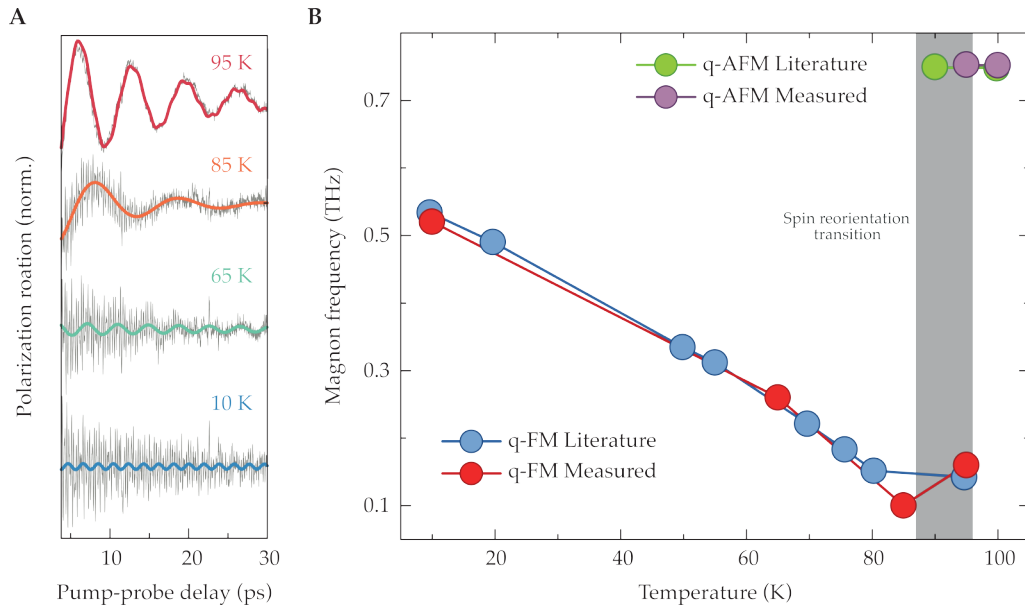 A
95 K
85 K
65 K
10 K
Polarization roation (norm.)
10
20
30
Pump-probe delay (ps)
B
q-AFM Literature
q-AFM Measured
Spin reorientation
transition
q-FM Literature
q-FM Measured
0.7
0.5
0.3
0.1
Magnon frequency (THz)
20
40
60
80
100
Temperature (K)